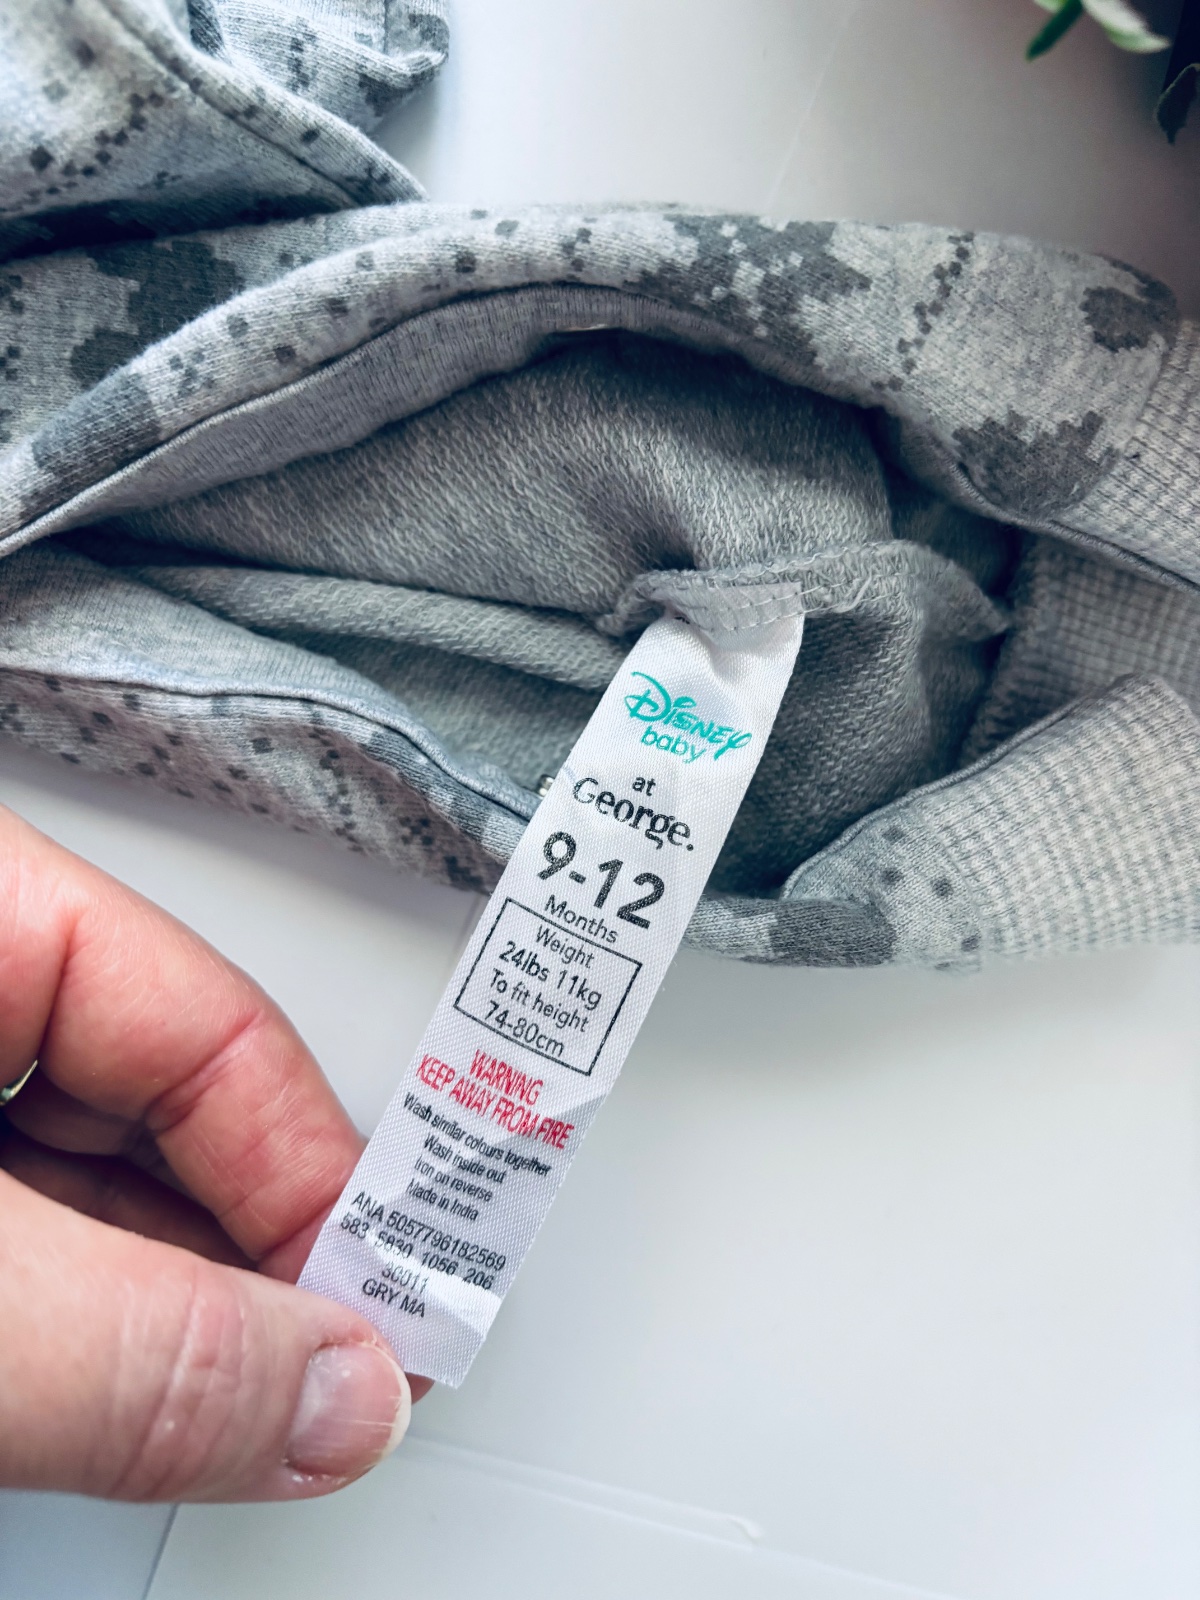 Disney
baby
at
George.
9-12
Months
Weight
24lbs 11kg
To fit height
74-80cm
WARNING
KEEP AWAY FROM FIRE
Wash similar colours together
Wash inside out
Iron on reverse
Made in India
ANA 5057796182569
583 5830 1056 206
30011
GRY MA